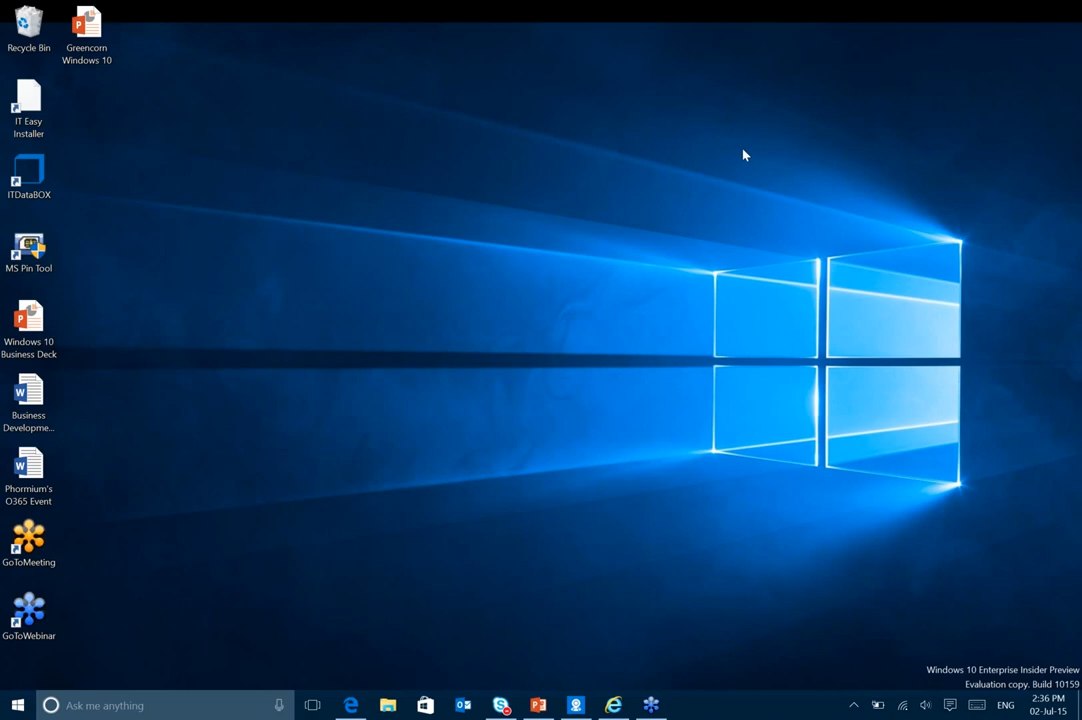 Recycle Bin
Greencorn
Windows 10
IT Easy
Installer
ITDataBOX
MS Pin Tool
Windows 10
Business Deck
Business
Developme...
Phormium's
O365 Event
GoToMeeting
GoToWebinar
Windows 10 Enterprise Insider Preview
Evaluation copy. Build 10159
Ask me anything
ENG
2:36 PM
02-Jul-15